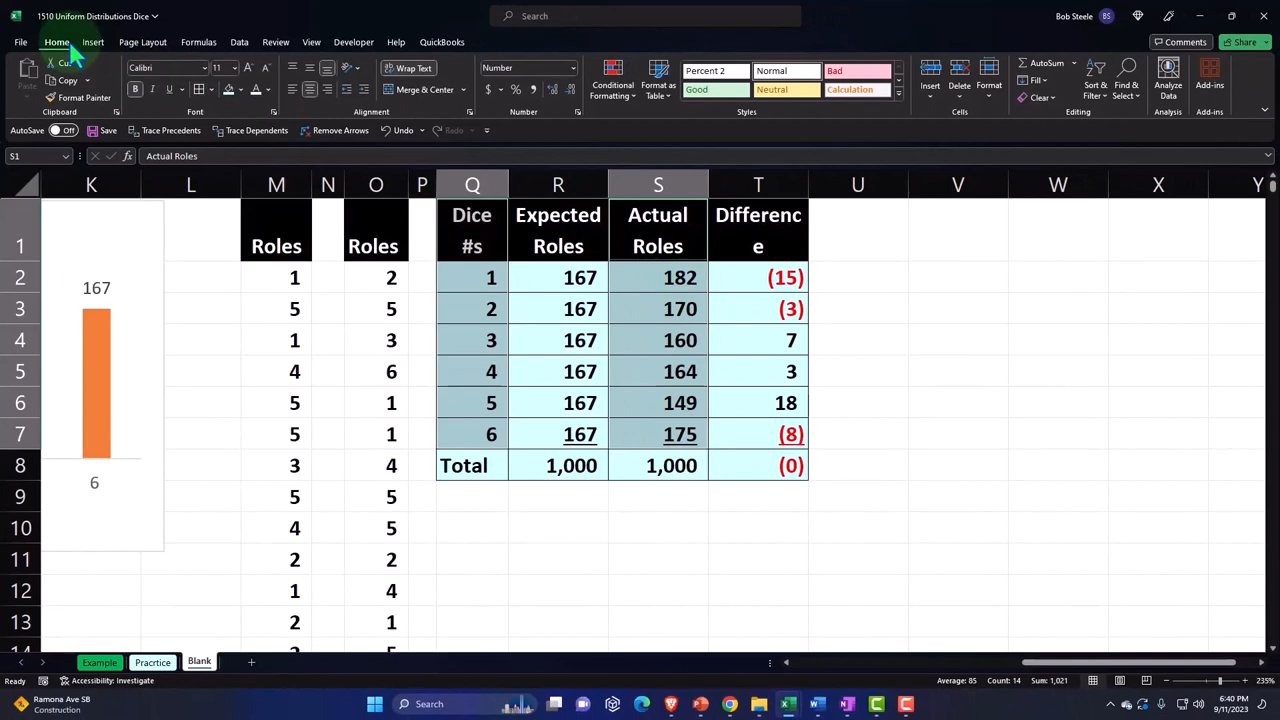 1510 Uniform Distributions Dice
Search
Bob Steele BS
File Home Insert Page Layout Formulas Data Review View Developer Help QuickBooks
Comments Share
Calibri 11
Wrap Text
Number
Percent 2 Normal Bad
AutoSum
Copy
Conditional Formatting
Format as Table
Good Neutral Calculation
Insert Delete Format
Fill
Sort & Filter
Find & Select
Analyze Data
Add-ins
Format Painter
Merge & Center
Clear
Clipboard Font Alignment Number Styles Cells Editing Analysis Add-ins
AutoSave Off Save Trace Precedents Trace Dependents Remove Arrows Undo Redo
S1 fx Actual Roles
K L M N O P Q R S T U V W X Y
1 Roles Roles Dice #s Expected Roles Actual Roles Differenc e
2 1 2 1 167 182 (15)
167
3 5 5 2 167 170 (3)
4 1 3 3 167 160 7
5 4 6 4 167 164 3
6 5 1 5 167 149 18
7 5 1 6 167 175 (8)
8 3 4 Total 1,000 1,000 (0)
6
9 5 5
10 4 5
11 2 2
12 1 4
13 2 1
Example Pracrtice Blank
Ready Accessibility: Investigate Average: 85 Count: 14 Sum: 1,021 235%
Ramona Ave SB
Construction
Search
6:40 PM
9/11/2023